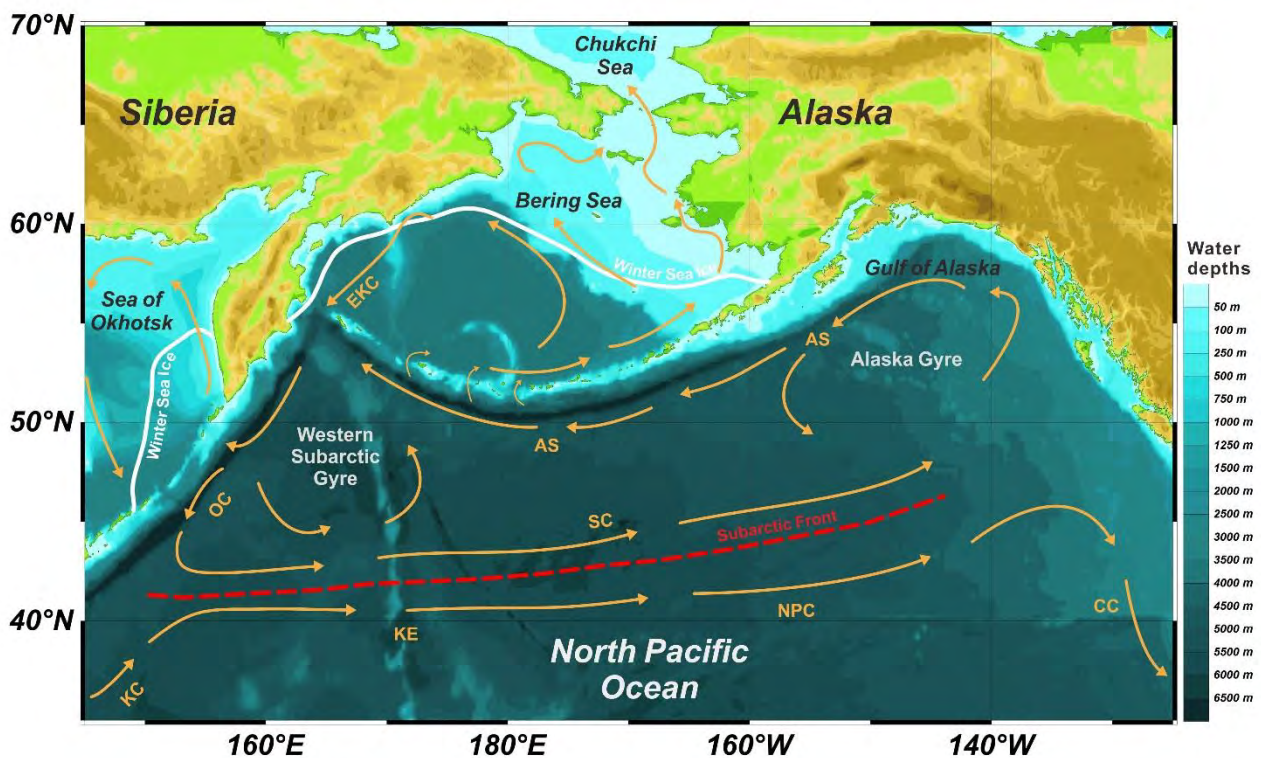 70°N
60°N
50°N
40°N
Chukchi
Sea
Siberia
Alaska
Bering Sea
Winter Sea Ice
Gulf of Alaska
Sea of
Okhotsk
EKC
Winter Sea Ice
AS
Alaska Gyre
AS
Western
Subarctic
Gyre
OC
SC
Subarctic Front
KE
NPC
CC
KC
North Pacific
Ocean
160°E
180°W
160°W
140°W
Water
depths
50 m
100 m
250 m
500 m
750 m
1000 m
1250 m
1500 m
2000 m
2500 m
3000 m
3500 m
4000 m
4500 m
5000 m
5500 m
6000 m
6500 m